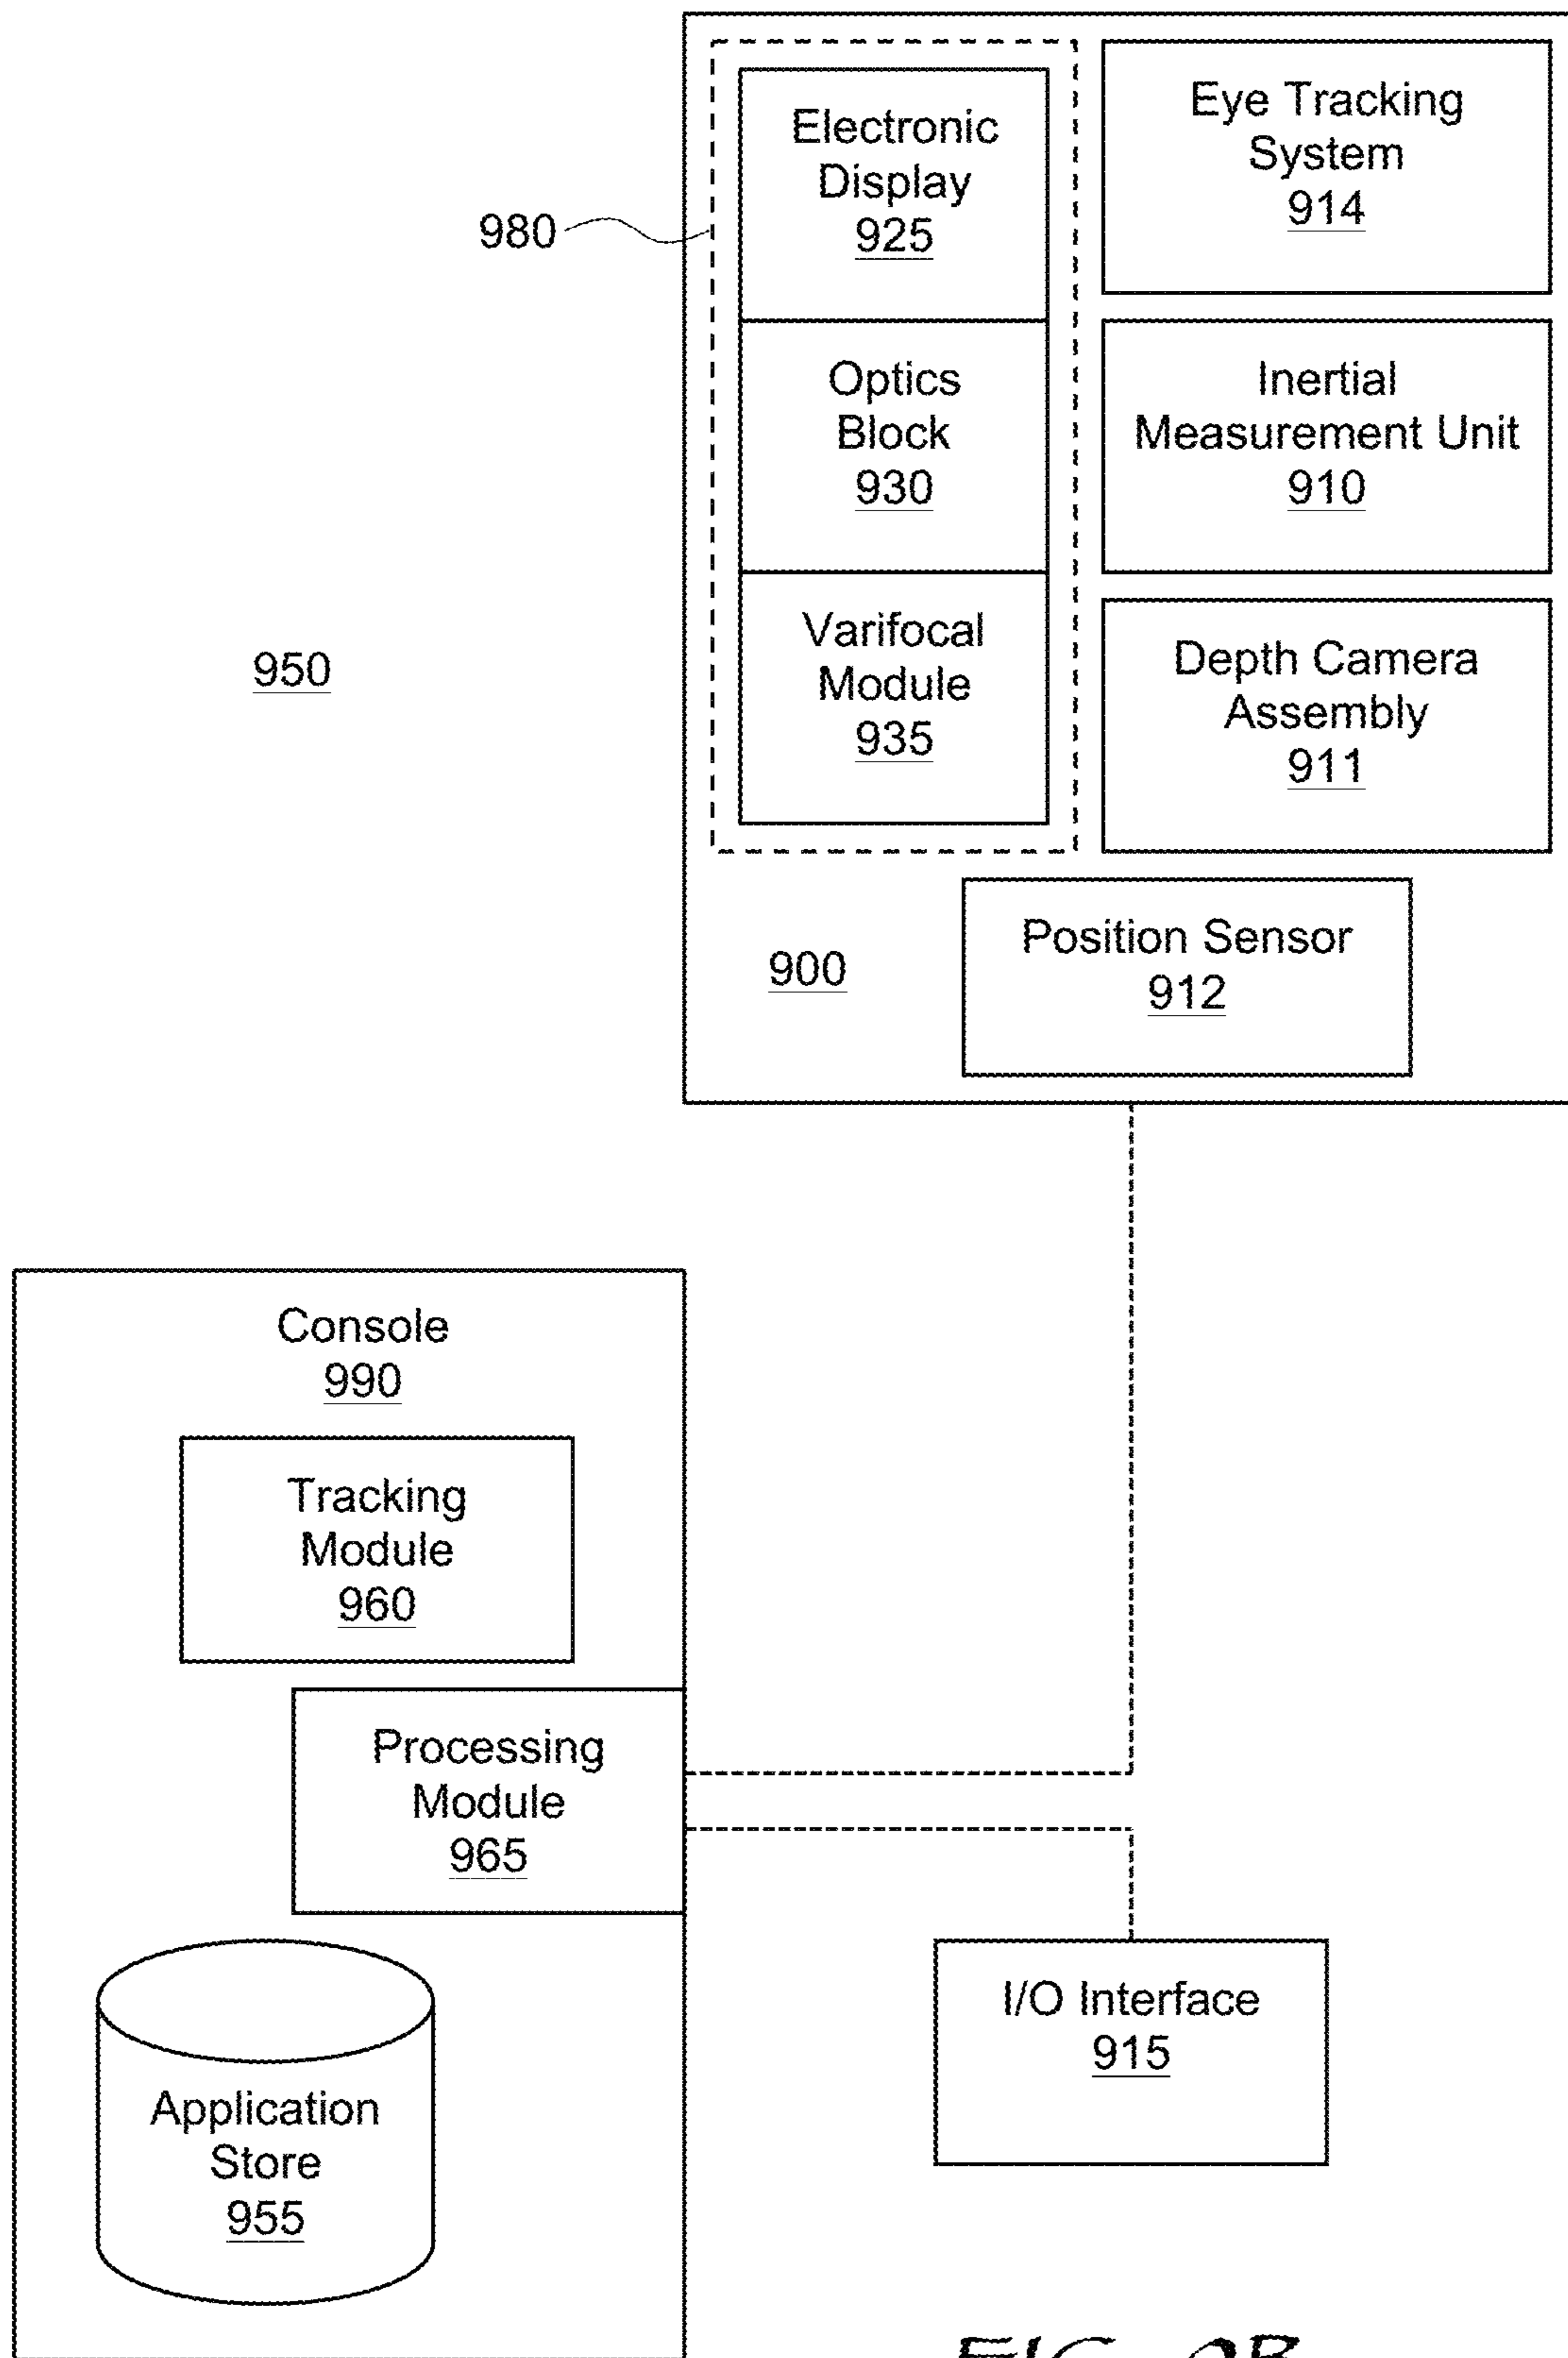 Electronic
Display
925
Eye Tracking
System
914
980
Optics
Block
930
Inertial
Measurement Unit
910
Varifocal
Module
935
Depth Camera
Assembly
911
950
900
Position Sensor
912
Console
990
Tracking
Module
960
Processing
Module
965
I/O Interface
915
Application
Store
955